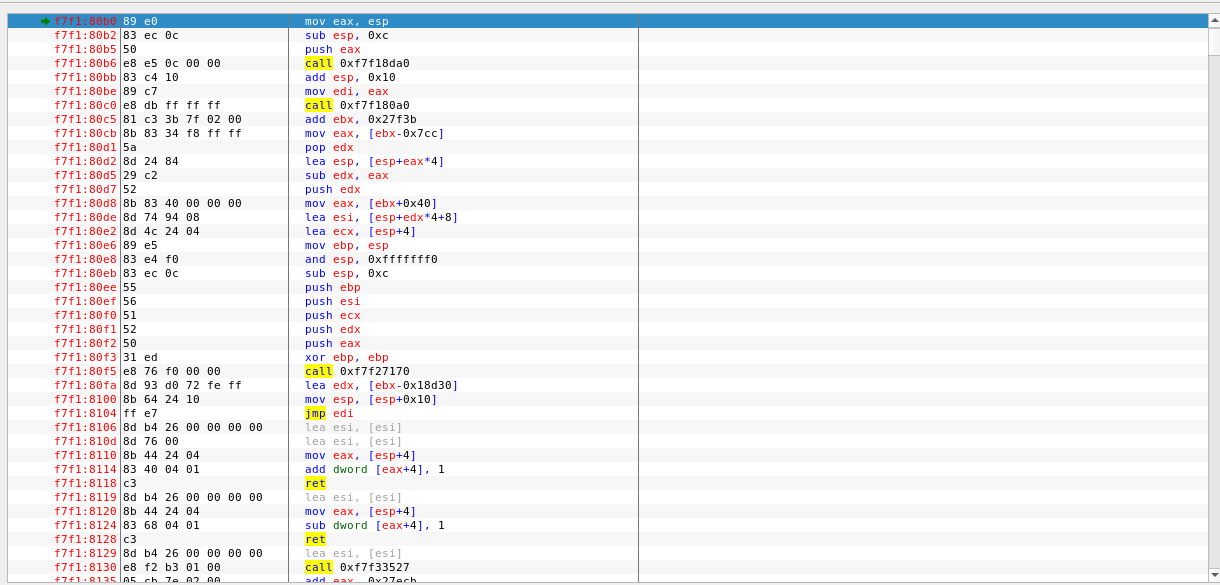 f7f1:80b0 89 e0 mov eax, esp
f7f1:80b2 83 ec 0c sub esp, 0xc
f7f1:80b5 50 push eax
f7f1:80b6 e8 e5 0c 00 00 call 0xf7f18da0
f7f1:80bb 83 c4 10 add esp, 0x10
f7f1:80be 89 c7 mov edi, eax
f7f1:80c0 e8 db ff ff ff call 0xf7f180a0
f7f1:80c5 81 c3 3b 7f 02 00 add ebx, 0x27f3b
f7f1:80cb 8b 83 34 f8 ff ff mov eax, [ebx-0x7cc]
f7f1:80d1 5a pop edx
f7f1:80d2 8d 24 84 lea esp, [esp+eax*4]
f7f1:80d5 29 c2 sub edx, eax
f7f1:80d7 52 push edx
f7f1:80d8 8b 83 40 00 00 00 mov eax, [ebx+0x40]
f7f1:80de 8d 74 94 08 lea esi, [esp+edx*4+8]
f7f1:80e2 8d 4c 24 04 lea ecx, [esp+4]
f7f1:80e6 89 e5 mov ebp, esp
f7f1:80e8 83 e4 f0 and esp, 0xfffffff0
f7f1:80eb 83 ec 0c sub esp, 0xc
f7f1:80ee 55 push ebp
f7f1:80ef 56 push esi
f7f1:80f0 51 push ecx
f7f1:80f1 52 push edx
f7f1:80f2 50 push eax
f7f1:80f3 31 ed xor ebp, ebp
f7f1:80f5 e8 76 f0 00 00 call 0xf7f27170
f7f1:80fa 8d 93 d0 72 fe ff lea edx, [ebx-0x18d30]
f7f1:8100 8b 64 24 10 mov esp, [esp+0x10]
f7f1:8104 ff e7 jmp edi
f7f1:8106 8d b4 26 00 00 00 00 lea esi, [esi]
f7f1:810d 8d 76 00 lea esi, [esi]
f7f1:8110 8b 44 24 04 mov eax, [esp+4]
f7f1:8114 83 40 04 01 add dword [eax+4], 1
f7f1:8118 c3 ret
f7f1:8119 8d b4 26 00 00 00 00 lea esi, [esi]
f7f1:8120 8b 44 24 04 mov eax, [esp+4]
f7f1:8124 83 68 04 01 sub dword [eax+4], 1
f7f1:8128 c3 ret
f7f1:8129 8d b4 26 00 00 00 00 lea esi, [esi]
f7f1:8130 e8 f2 b3 01 00 call 0xf7f33527
f7f1:8135 05 cb 7e 02 00 add eax, 0x27ecb